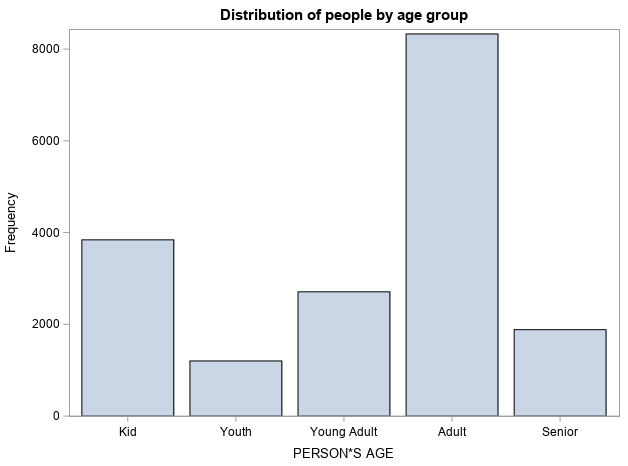 Distribution of people by age group
8000
6000
4000
2000
0
Frequency
Kid Youth Young Adult Adult Senior
PERSON*S AGE